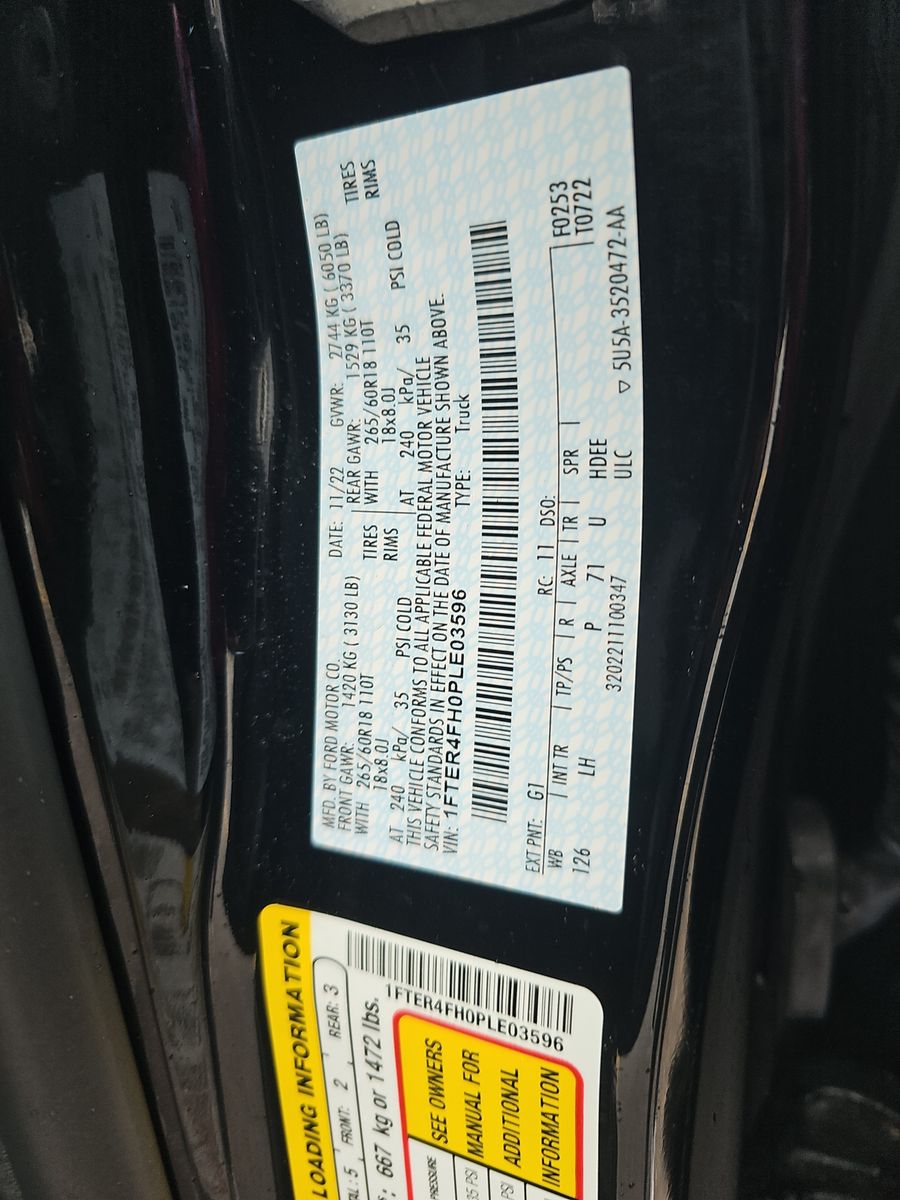 MFD. BY FORD MOTOR CO.
DATE: 11/22 GVWR: 2744 KG ( 6050 LB)
FRONT GAWR: 1420 KG ( 3130 LB) REAR GAWR: 1529 KG ( 3370 LB)
WITH 265/60R18 110T TIRES WITH 265/60R18 110T TIRES
18x8.0J RIMS 18x8.0J RIMS
AT 240 kPa/ 35 PSI COLD AT 240 kPa/ 35 PSI COLD
THIS VEHICLE CONFORMS TO ALL APPLICABLE FEDERAL MOTOR VEHICLE
SAFETY STANDARDS IN EFFECT ON THE DATE OF MANUFACTURE SHOWN ABOVE.
VIN: 1FTER4FH0PLE03596 TYPE: Truck
EXT PNT: G1 RC: 11 DSO: F0253
WB | INT TR | TP/PS | R | AXLE | TR | SPR | T0722
126 LH P 71 U HDEE
3202211100347 ULC
▽ 5U5A-3520472-AA
LOADING INFORMATION
AL : 5 FRONT: 2 REAR: 3
667 kg or 1472 lbs.
1FTER4FH0PLE03596
PRESSURE
35 PSI
PSI
SEE OWNERS
MANUAL FOR
ADDITIONAL
INFORMATION